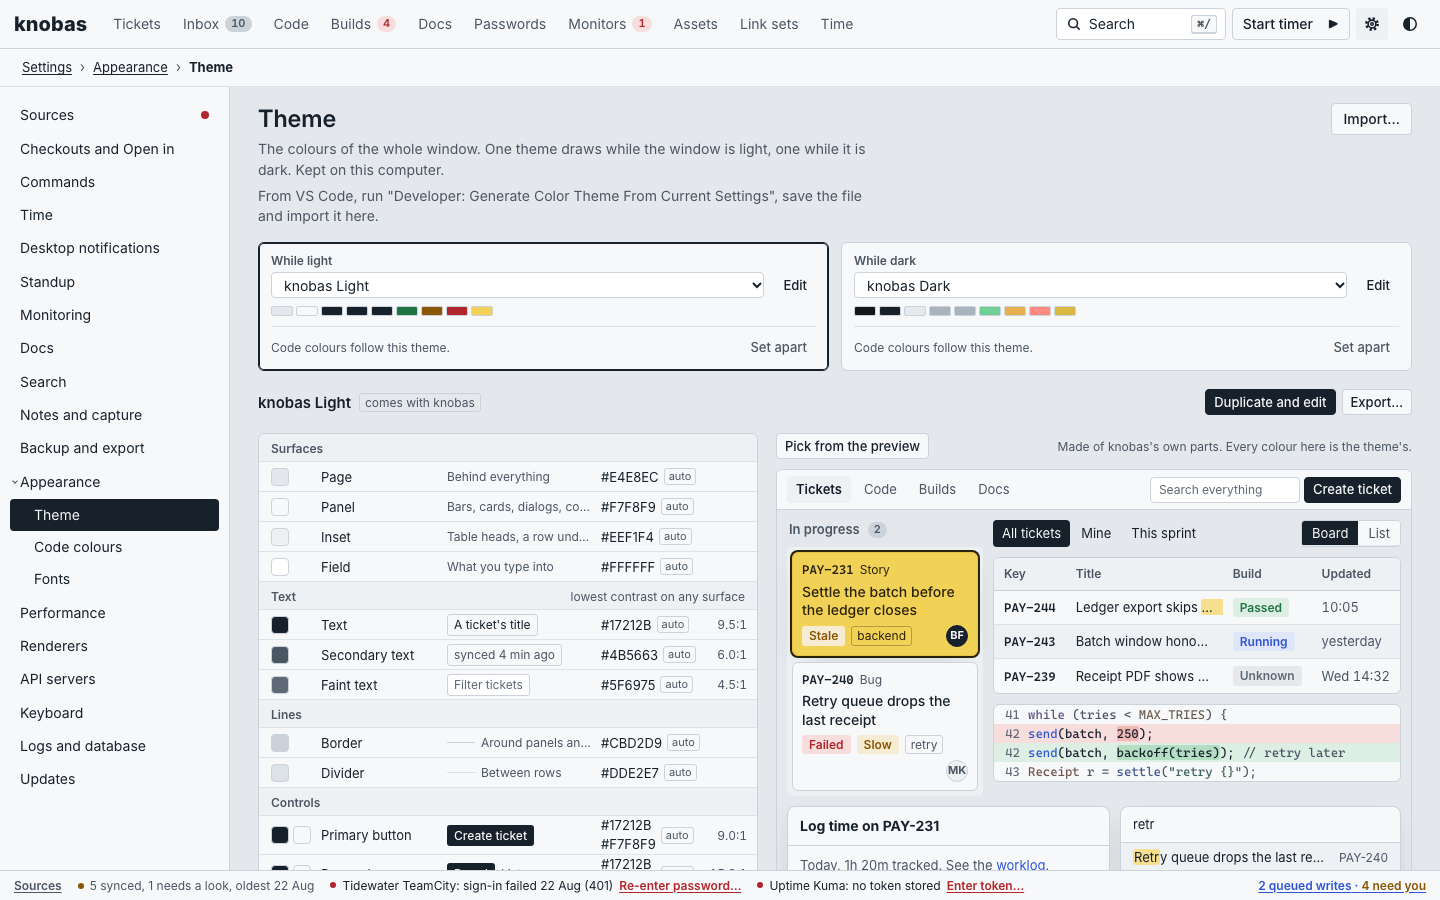 knobas
Tickets
Inbox 10
Code
Builds 4
Docs
Passwords
Monitors 1
Assets
Link sets
Time
Search ⌘/
Start timer
Settings › Appearance › Theme
Sources
Checkouts and Open in
Commands
Time
Desktop notifications
Standup
Monitoring
Docs
Search
Notes and capture
Backup and export
Appearance
Theme
Code colours
Fonts
Performance
Renderers
API servers
Keyboard
Logs and database
Updates
Theme
Import...
The colours of the whole window. One theme draws while the window is light, one while it is
dark. Kept on this computer.
From VS Code, run "Developer: Generate Color Theme From Current Settings", save the file
and import it here.
While light
knobas Light
Edit
Code colours follow this theme.
Set apart
While dark
knobas Dark
Edit
Code colours follow this theme.
Set apart
knobas Light
comes with knobas
Duplicate and edit
Export...
Surfaces
Page Behind everything #E4E8EC auto
Panel Bars, cards, dialogs, co... #F7F8F9 auto
Inset Table heads, a row und... #EEF1F4 auto
Field What you type into #FFFFFF auto
Text lowest contrast on any surface
Text A ticket's title #17212B auto 9.5:1
Secondary text synced 4 min ago #4B5663 auto 6.0:1
Faint text Filter tickets #5F6975 auto 4.5:1
Lines
Border Around panels an... #CBD2D9 auto
Divider Between rows #DDE2E7 auto
Controls
Primary button Create ticket #17212B #F7F8F9 auto 9.0:1
#17212B
Pick from the preview
Made of knobas's own parts. Every colour here is the theme's.
Tickets
Code
Builds
Docs
Search everything
Create ticket
In progress 2
PAY-231 Story
Settle the batch before
the ledger closes
Stale backend BF
PAY-240 Bug
Retry queue drops the
last receipt
Failed Slow retry
MK
All tickets
Mine
This sprint
Board
List
Key Title Build Updated
PAY-244 Ledger export skips ... Passed 10:05
PAY-243 Batch window hono... Running yesterday
PAY-239 Receipt PDF shows ... Unknown Wed 14:32
41 while (tries < MAX_TRIES) {
42 send(batch, 250);
42 send(batch, backoff(tries)); // retry later
43 Receipt r = settle("retry {}");
Log time on PAY-231
Today, 1h 20m tracked. See the worklog.
retr
Retry queue drops the last re... PAY-240
Sources
5 synced, 1 needs a look, oldest 22 Aug
Tidewater TeamCity: sign-in failed 22 Aug (401) Re-enter password...
Uptime Kuma: no token stored Enter token...
2 queued writes · 4 need you